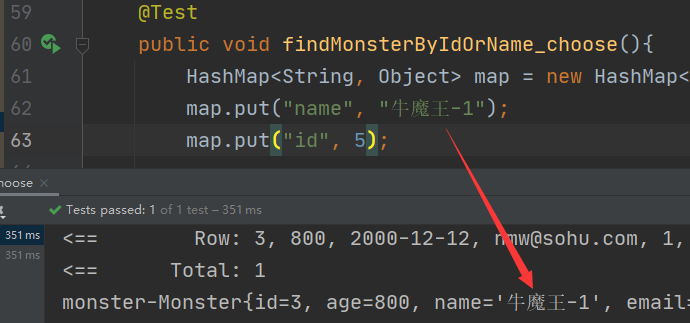 59 @Test
60 public void findMonsterByIdOrName_choose(){
61 HashMap<String, Object> map = new HashMap<
62 map.put("name", "牛魔王-1");
63 map.put("id", 5);
hoose ×
Tests passed: 1 of 1 test – 351 ms
351 ms <== Row: 3, 800, 2000-12-12, nmw@sohu.com, 1,
351 ms
<== Total: 1
monster-Monster{id=3, age=800, name='牛魔王-1', email=